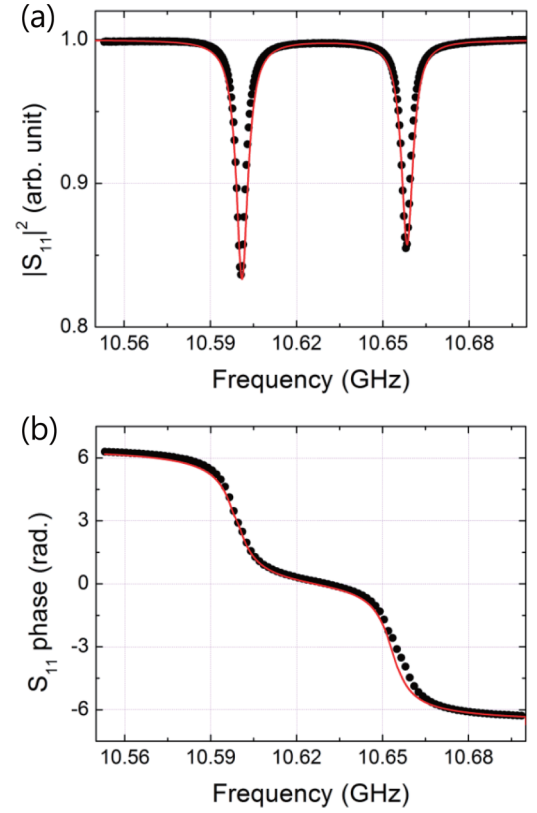 (a)
1.0
0.9
0.8
|S11|² (arb. unit)
10.56 10.59 10.62 10.65 10.68
Frequency (GHz)
(b)
6
3
0
-3
-6
S11 phase (rad.)
10.56 10.59 10.62 10.65 10.68
Frequency (GHz)